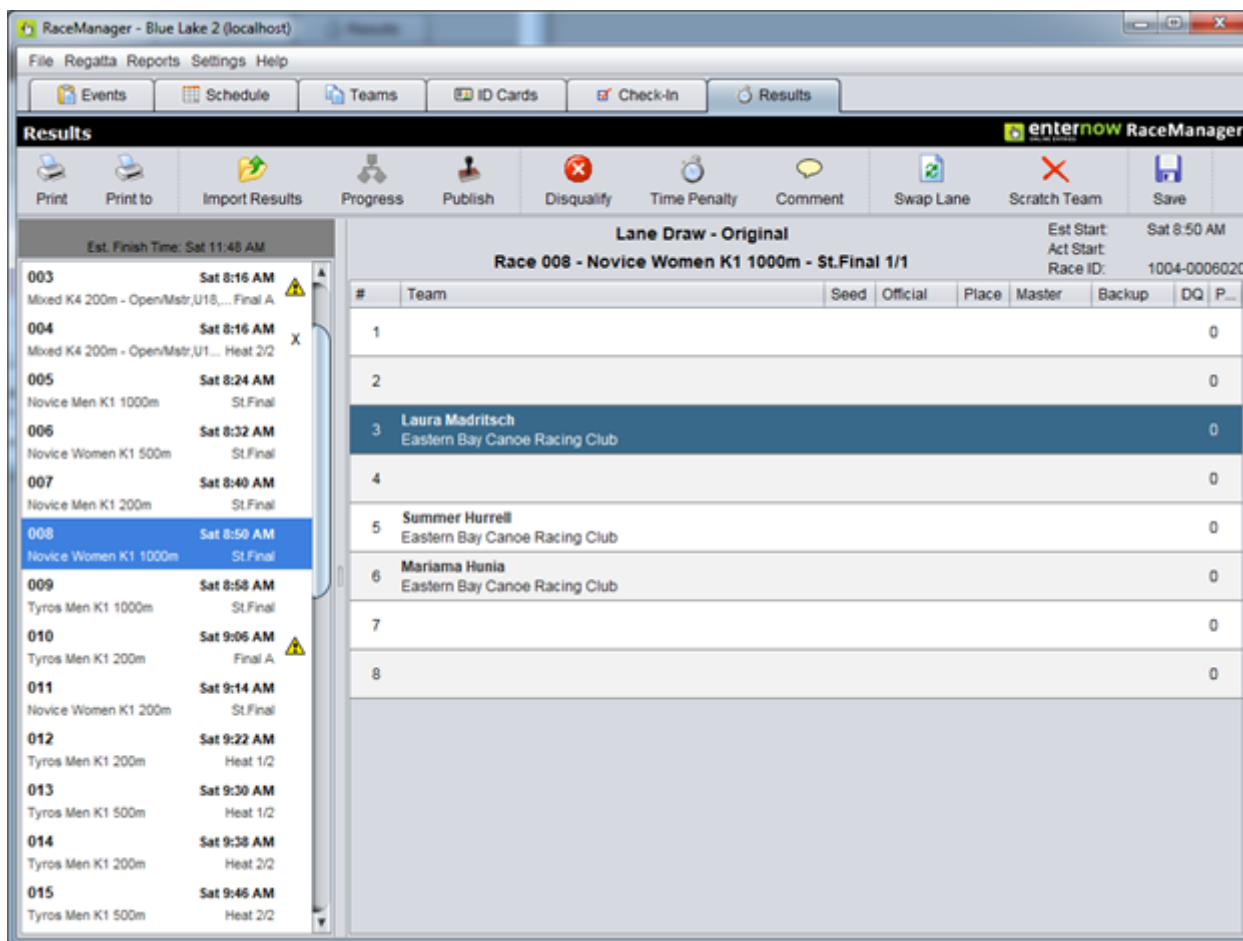 RaceManager - Blue Lake 2 (localhost)
File Regatta Reports Settings Help
Events Schedule Teams ID Cards Check-In Results
Results
enternow RaceManager
Print Print to Import Results Progress Publish Disqualify Time Penalty Comment Swap Lane Scratch Team Save
Est. Finish Time: Sat 11:48 AM
003 Sat 8:16 AM
Mixed K4 200m - Open/Mstr,U18,... Final A
004 Sat 8:16 AM X
Mixed K4 200m - Open/Mstr,U1... Heat 2/2
005 Sat 8:24 AM
Novice Men K1 1000m St.Final
006 Sat 8:32 AM
Novice Women K1 500m St.Final
007 Sat 8:40 AM
Novice Men K1 200m St.Final
008 Sat 8:50 AM
Novice Women K1 1000m St.Final
009 Sat 8:58 AM
Tyros Men K1 1000m St.Final
010 Sat 9:06 AM
Tyros Men K1 200m Final A
011 Sat 9:14 AM
Novice Women K1 200m St.Final
012 Sat 9:22 AM
Tyros Men K1 200m Heat 1/2
013 Sat 9:30 AM
Tyros Men K1 500m Heat 1/2
014 Sat 9:38 AM
Tyros Men K1 200m Heat 2/2
015 Sat 9:46 AM
Tyros Men K1 500m Heat 2/2
Lane Draw - Original
Race 008 - Novice Women K1 1000m - St.Final 1/1
Est Start: Sat 8:50 AM
Act Start:
Race ID: 1004-0006020
# Team Seed Official Place Master Backup DQ P...
1 0
2 0
3 Laura Madritsch 0
Eastern Bay Canoe Racing Club
4 0
5 Summer Hurrell 0
Eastern Bay Canoe Racing Club
6 Mariama Hunia 0
Eastern Bay Canoe Racing Club
7 0
8 0